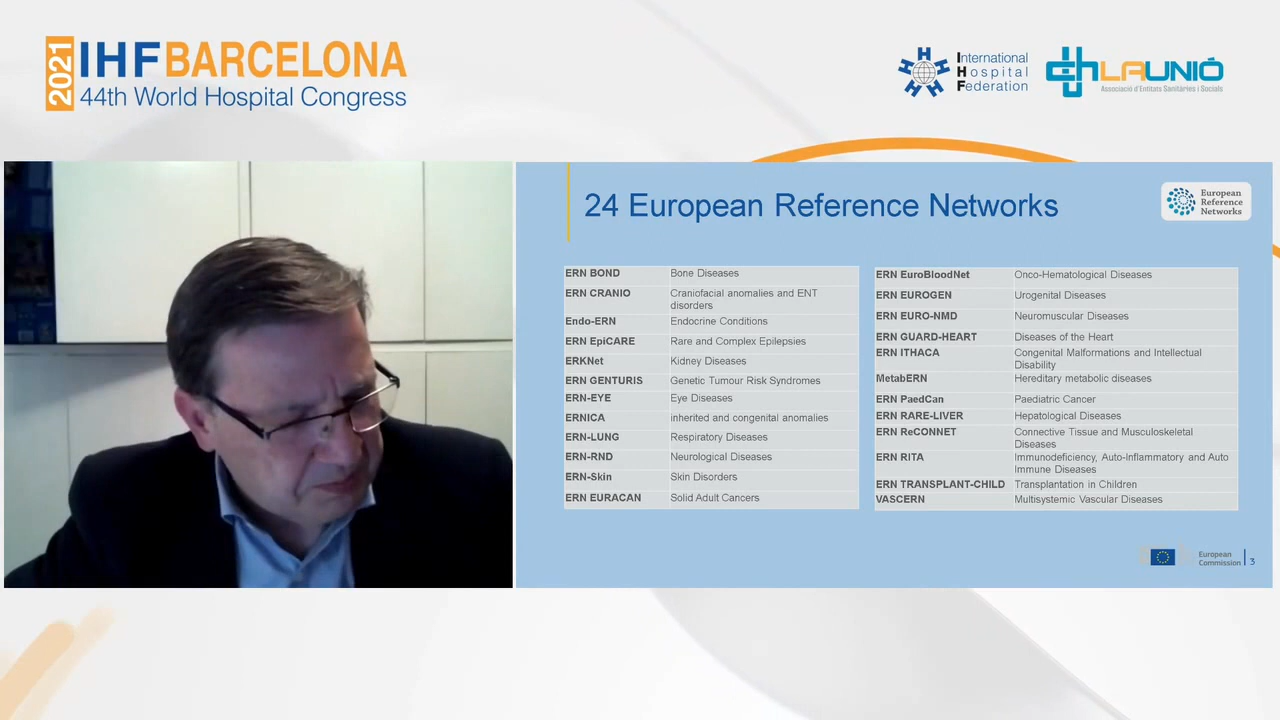 2021
IHF BARCELONA
44th World Hospital Congress
International
Hospital
Federation
LAUNIÓ
Associació d'Entitats Sanitàries i Socials
24 European Reference Networks
European
Reference
Networks
ERN BOND Bone Diseases
ERN CRANIO Craniofacial anomalies and ENT
disorders
Endo-ERN Endocrine Conditions
ERN EpiCARE Rare and Complex Epilepsies
ERKNet Kidney Diseases
ERN GENTURIS Genetic Tumour Risk Syndromes
ERN-EYE Eye Diseases
ERNICA inherited and congenital anomalies
ERN-LUNG Respiratory Diseases
ERN-RND Neurological Diseases
ERN-Skin Skin Disorders
ERN EURACAN Solid Adult Cancers
ERN EuroBloodNet Onco-Hematological Diseases
ERN EUROGEN Urogenital Diseases
ERN EURO-NMD Neuromuscular Diseases
ERN GUARD-HEART Diseases of the Heart
ERN ITHACA Congenital Malformations and Intellectual
Disability
MetabERN Hereditary metabolic diseases
ERN PaedCan Paediatric Cancer
ERN RARE-LIVER Hepatological Diseases
ERN ReCONNET Connective Tissue and Musculoskeletal
Diseases
ERN RITA Immunodeficiency, Auto-Inflammatory and Auto
Immune Diseases
ERN TRANSPLANT-CHILD Transplantation in Children
VASCERN Multisystemic Vascular Diseases
European
Commission
3